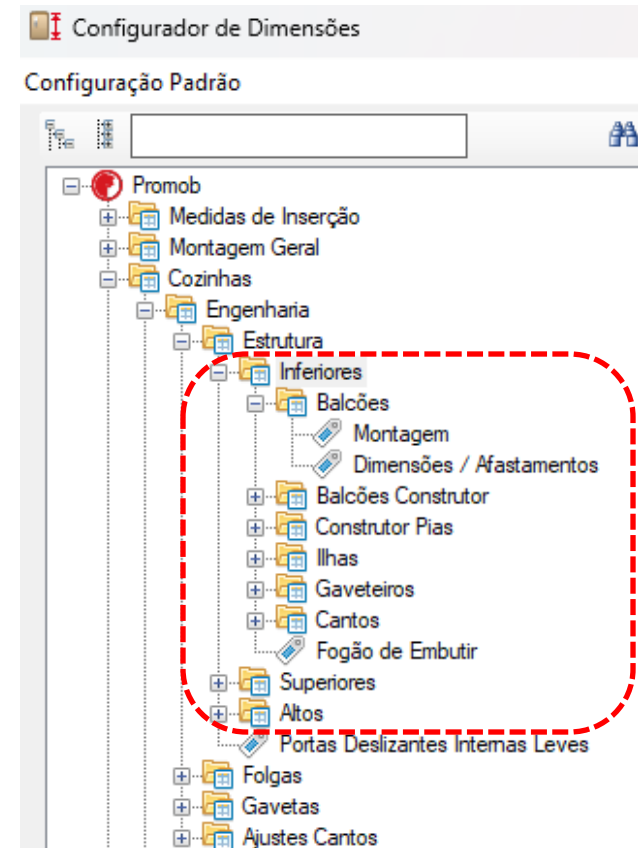 Configurador de Dimensões
Configuração Padrão
Promob
Medidas de Inserção
Montagem Geral
Cozinhas
Engenharia
Estrutura
Inferiores
Balcões
Montagem
Dimensões / Afastamentos
Balcões Construtor
Construtor Pias
Ilhas
Gaveteiros
Cantos
Fogão de Embutir
Superiores
Altos
Portas Deslizantes Internas Leves
Folgas
Gavetas
Ajustes Cantos